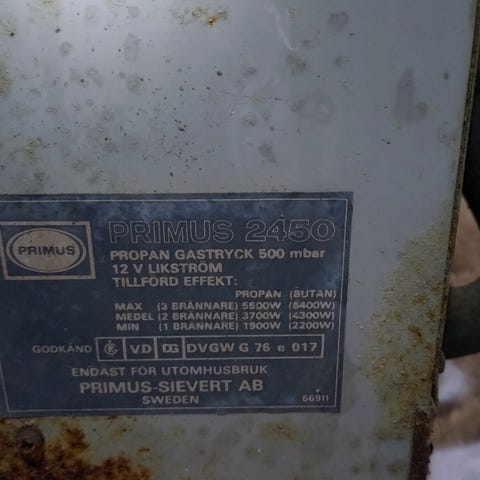 PRIMUS
PRIMUS 2450
PROPAN GASTRYCK 500 mbar
12 V LIKSTRÖM
TILLFÖRD EFFEKT:
PROPAN (BUTAN)
MAX (3 BRÄNNARE) 5600W (6400W)
MEDEL (2 BRÄNNARE) 3700W (4300W)
MIN (1 BRÄNNARE) 1900W (2200W)
GODKÄND VD DG DVGW G 76 e 017
ENDAST FÖR UTOMHUSBRUK
PRIMUS-SIEVERT AB
SWEDEN
66911